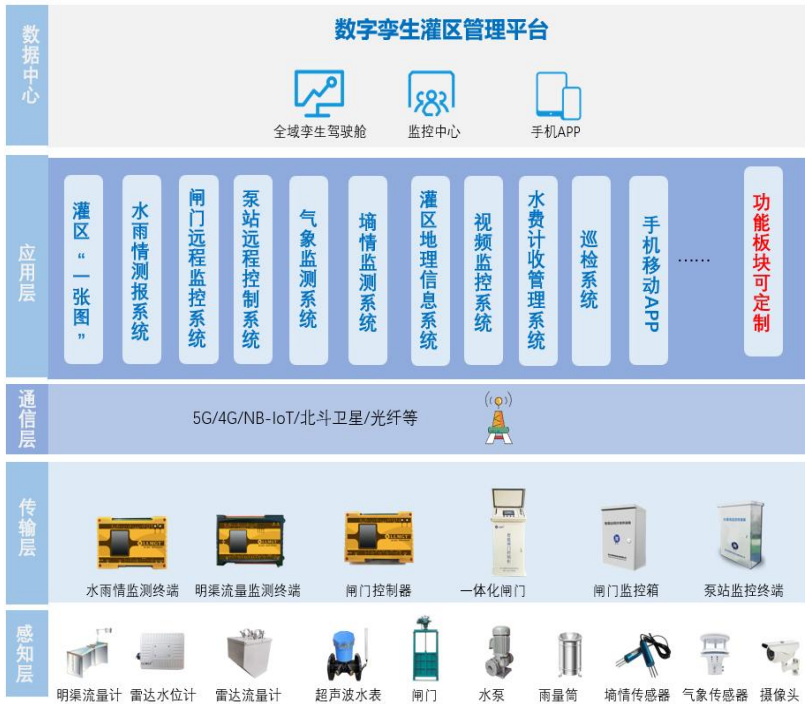 数据中心
数字孪生灌区管理平台
全域孪生驾驶舱
监控中心
手机APP
应用层
灌区“一张图”
水雨情测报系统
闸门远程监控系统
泵站远程控制系统
气象监测系统
墒情监测系统
灌区地理信息系统
视频监控系统
水费计收管理系统
巡检系统
手机移动APP
……
功能板块可定制
通信层
5G/4G/NB-IoT/北斗卫星/光纤等
传输层
水雨情监测终端
明渠流量监测终端
闸门控制器
一体化闸门
闸门监控箱
泵站监控终端
感知层
明渠流量计
雷达水位计
雷达流量计
超声波水表
闸门
水泵
雨量筒
墒情传感器
气象传感器
摄像头